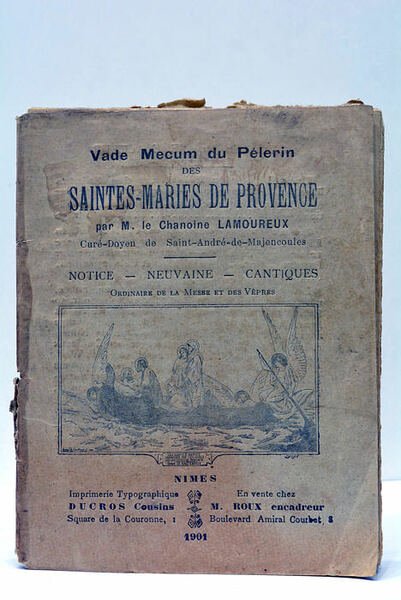 Vade Mecum du Pélerin
DES
SAINTES-MARIES DE PROVENCE
par M. le Chanoine LAMOUREUX
Curé-Doyen de Saint-André-de-Majencoules
NOTICE — NEUVAINE — CANTIQUES
ORDINAIRE DE LA MESSE ET DES VÊPRES
NIMES
Imprimerie Typographique
DUCROS Cousins
Square de la Couronne, 1
En vente chez
M. ROUX encadreur
Boulevard Amiral Courbet, 8
1901